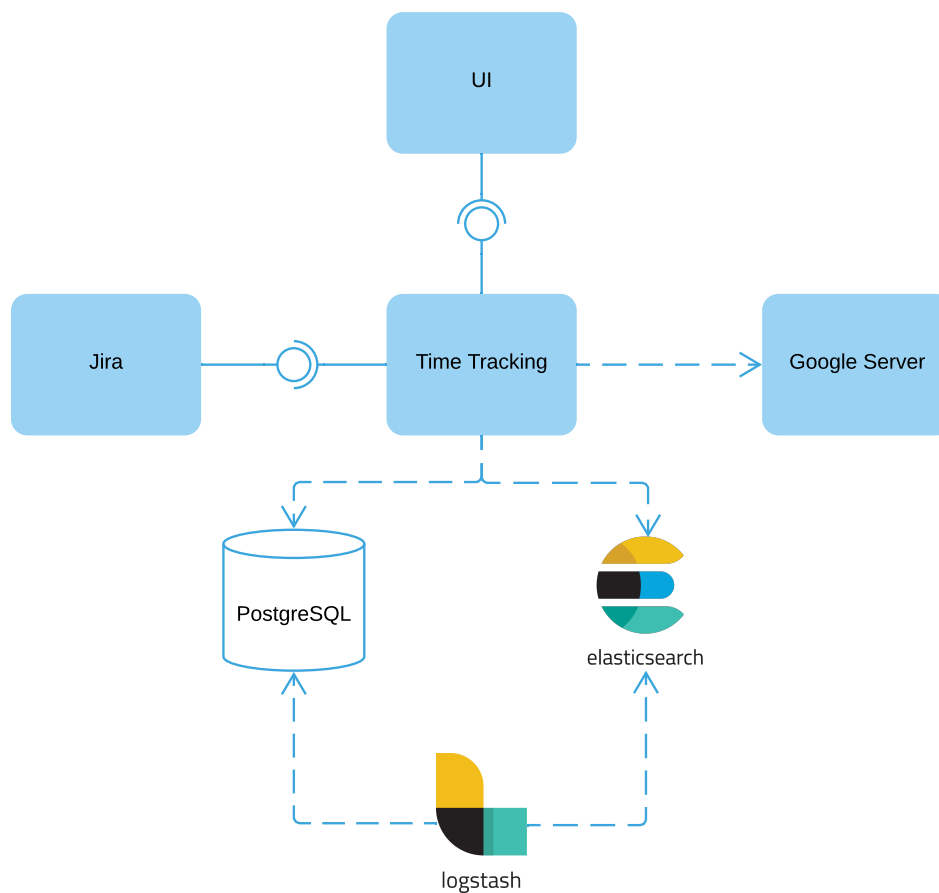 UI
Jira
Time Tracking
Google Server
PostgreSQL
elasticsearch
logstash